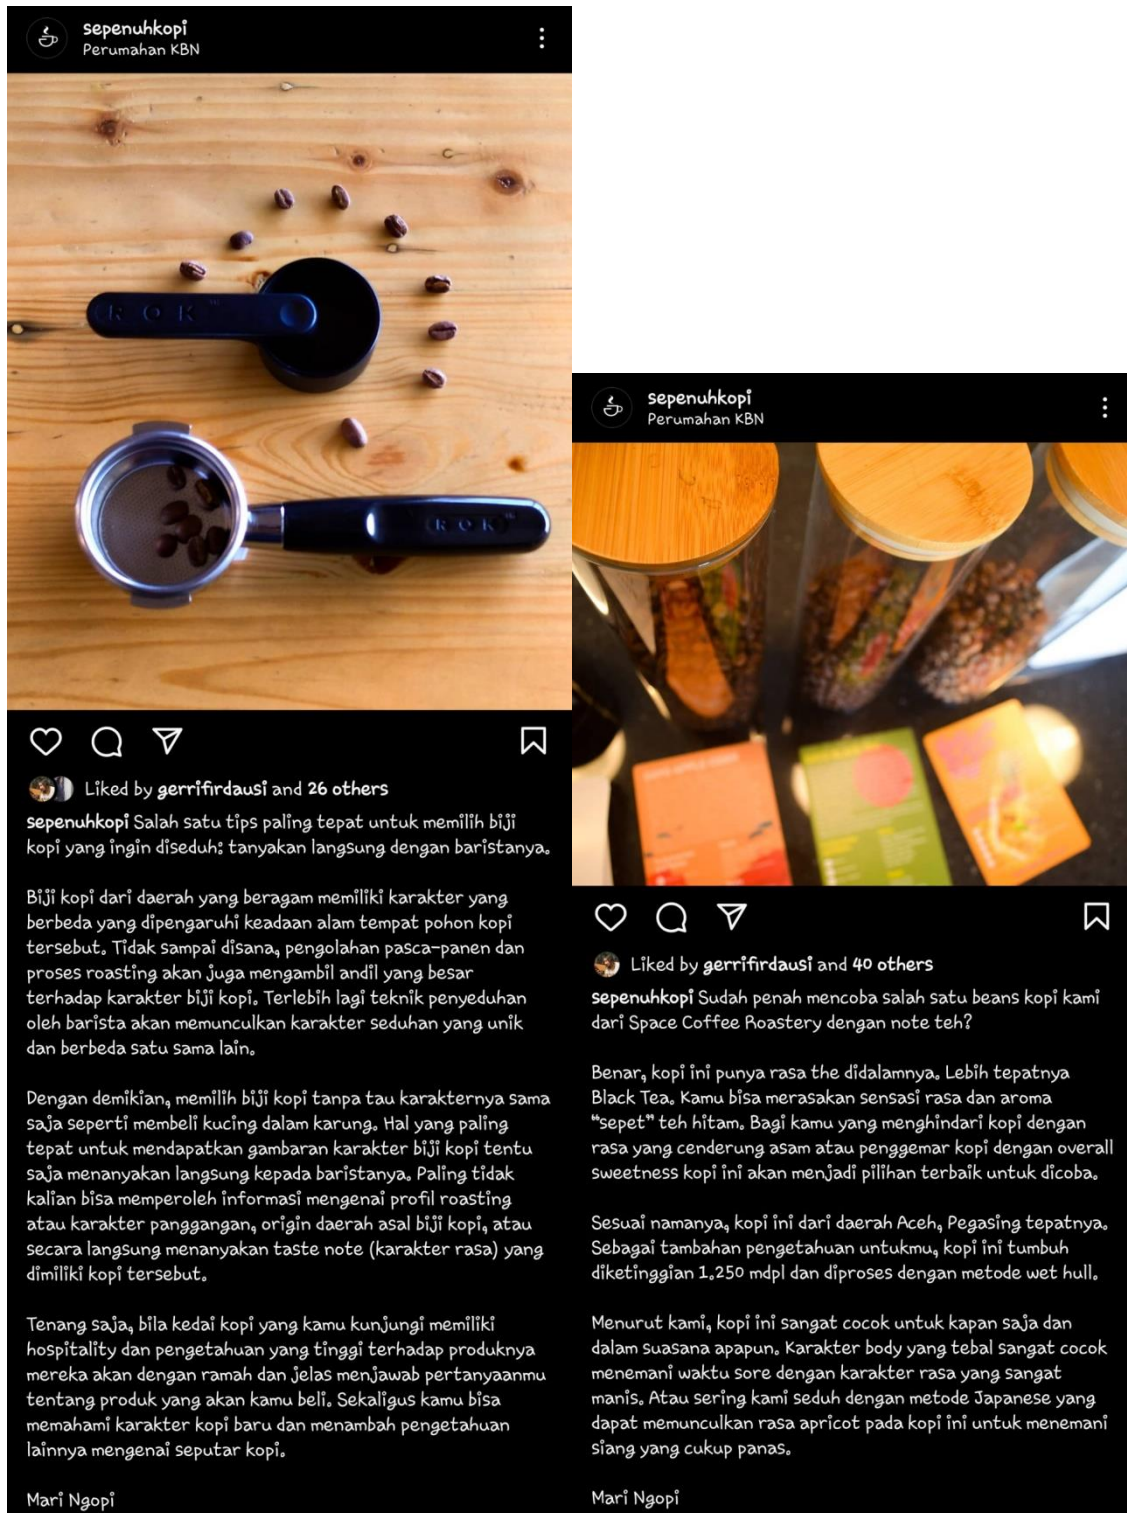 sepenuhkopi
Perumahan KBN
ROK
ROK
Liked by gerrifirdausi and 26 others
sepenuhkopi Salah satu tips paling tepat untuk memilih biji
kopi yang ingin diseduh: tanyakan langsung dengan baristanya.
Biji kopi dari daerah yang beragam memiliki karakter yang
berbeda yang dipengaruhi keadaan alam tempat pohon kopi
tersebut. Tidak sampai disana, pengolahan pasca-panen dan
proses roasting akan juga mengambil andil yang besar
terhadap karakter biji kopi. Terlebih lagi teknik penyeduhan
oleh barista akan memunculkan karakter seduhan yang unik
dan berbeda satu sama lain.
Dengan demikian, memilih biji kopi tanpa tau karakternya sama
saja seperti membeli kucing dalam karung. Hal yang paling
tepat untuk mendapatkan gambaran karakter biji kopi tentu
saja menanyakan langsung kepada baristanya. Paling tidak
kalian bisa memperoleh informasi mengenai profil roasting
atau karakter panggangan, origin daerah asal biji kopi, atau
secara langsung menanyakan taste note (karakter rasa) yang
dimiliki kopi tersebut.
Tenang saja, bila kedai kopi yang kamu kunjungi memiliki
hospitality dan pengetahuan yang tinggi terhadap produknya
mereka akan dengan ramah dan jelas menjawab pertanyaanmu
tentang produk yang akan kamu beli. Sekaligus kamu bisa
memahami karakter kopi baru dan menambah pengetahuan
lainnya mengenai seputar kopi.
Mari Ngopi
sepenuhkopi
Perumahan KBN
Liked by gerrifirdausi and 40 others
sepenuhkopi Sudah penah mencoba salah satu beans kopi kami
dari Space Coffee Roastery dengan note teh?
Benar, kopi ini punya rasa the didalamnya. Lebih tepatnya
Black Tea. Kamu bisa merasakan sensasi rasa dan aroma
“sepet” teh hitam. Bagi kamu yang menghindari kopi dengan
rasa yang cenderung asam atau penggemar kopi dengan overall
sweetness kopi ini akan menjadi pilihan terbaik untuk dicoba.
Sesuai namanya, kopi ini dari daerah Aceh, Pegasing tepatnya.
Sebagai tambahan pengetahuan untukmu, kopi ini tumbuh
diketinggian 1.250 mdpl dan diproses dengan metode wet hull.
Menurut kami, kopi ini sangat cocok untuk kapan saja dan
dalam suasana apapun. Karakter body yang tebal sangat cocok
menemani waktu sore dengan karakter rasa yang sangat
manis. Atau sering kami seduh dengan metode Japanese yang
dapat memunculkan rasa apricot pada kopi ini untuk menemani
siang yang cukup panas.
Mari Ngopi